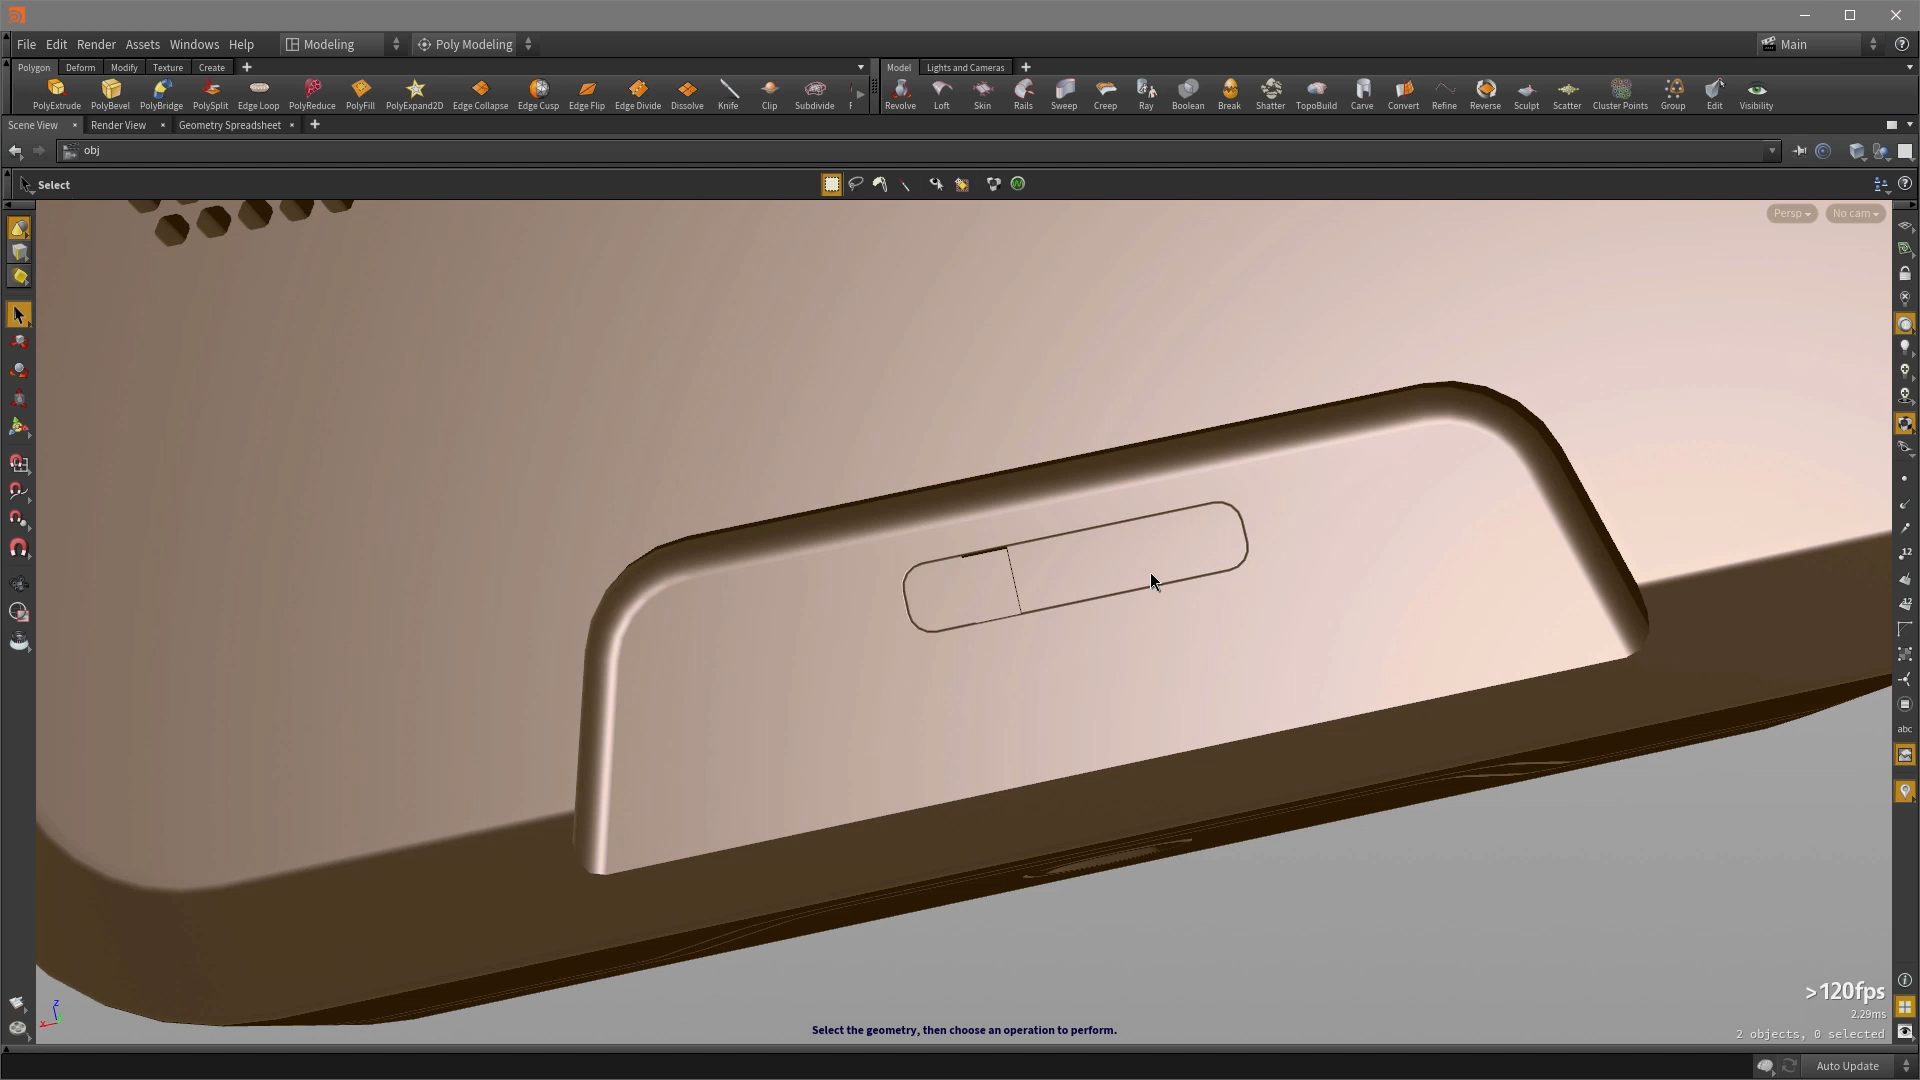 File Edit Render Assets Windows Help Modeling Poly Modeling Main
Polygon Deform Modify Texture Create Model Lights and Cameras
PolyExtrude PolyBevel PolyBridge PolySplit Edge Loop PolyReduce PolyFill PolyExpand2D Edge Collapse Edge Cusp Edge Flip Edge Divide Dissolve Knife Clip Subdivide F Revolve Loft Skin Rails Sweep Creep Ray Boolean Break Shatter TopoBuild Carve Convert Refine Reverse Sculpt Scatter Cluster Points Group Edit Visibility
Scene View Render View Geometry Spreadsheet
obj
Select
Persp No cam
12
12
abc
z
x
>120fps
2.29ms
Select the geometry, then choose an operation to perform.
2 objects, 0 selected
Auto Update